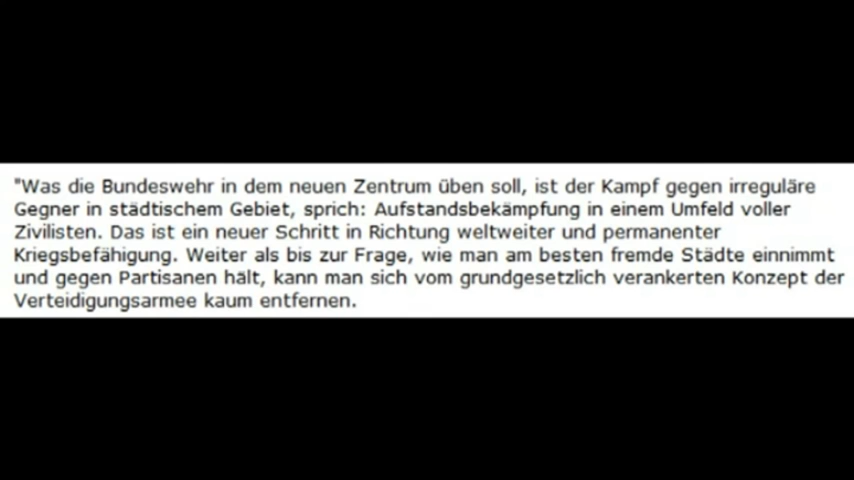 "Was die Bundeswehr in dem neuen Zentrum üben soll, ist der Kampf gegen irreguläre
Gegner in städtischem Gebiet, sprich: Aufstandsbekämpfung in einem Umfeld voller
Zivilisten. Das ist ein neuer Schritt in Richtung weltweiter und permanenter
Kriegsbefähigung. Weiter als bis zur Frage, wie man am besten fremde Städte einnimmt
und gegen Partisanen hält, kann man sich vom grundgesetzlich verankerten Konzept der
Verteidigungsarmee kaum entfernen.